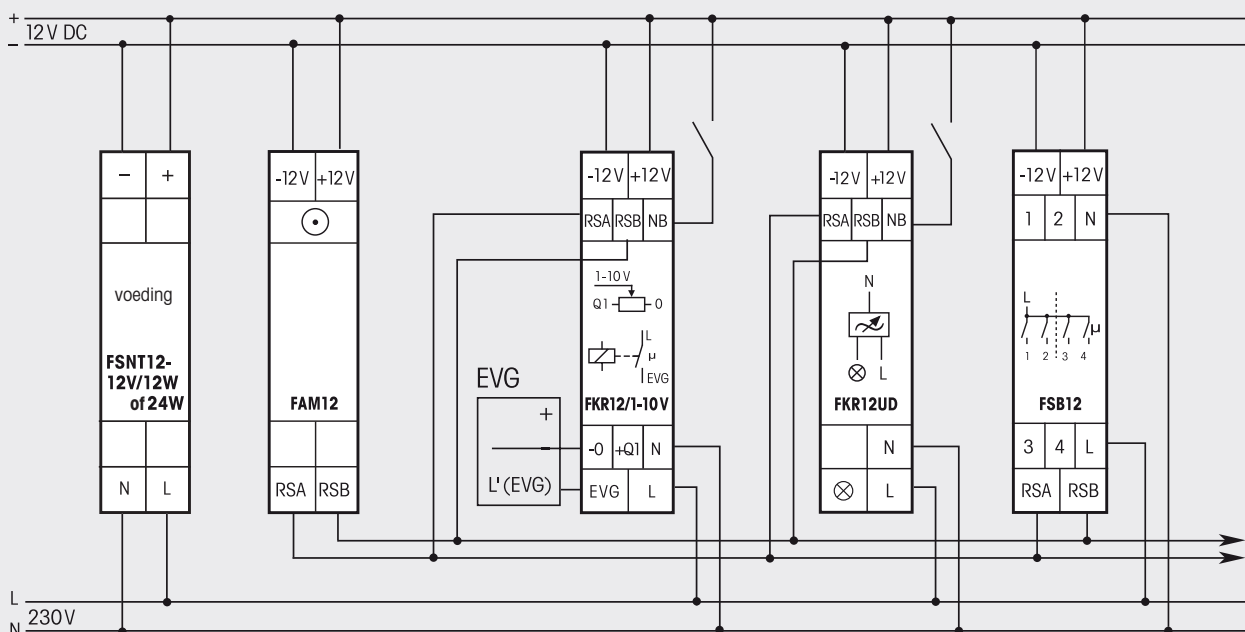 +
12V DC
−
− +
voeding
FSNT12-
12V/12W
of 24W
N L
-12V +12V
FAM12
RSA RSB
-12V +12V
RSA RSB NB
1-10 V
Q1 0
L
µ
EVG
FKR12/1-10V
-0 +Q1 N
EVG L
EVG
+
-
L'(EVG)
-12V +12V
RSA RSB NB
N
L
FKR12UD
N
L
-12V +12V
1 2 N
L
µ
1 2 3 4
FSB12
3 4 L
RSA RSB
L
230V
N